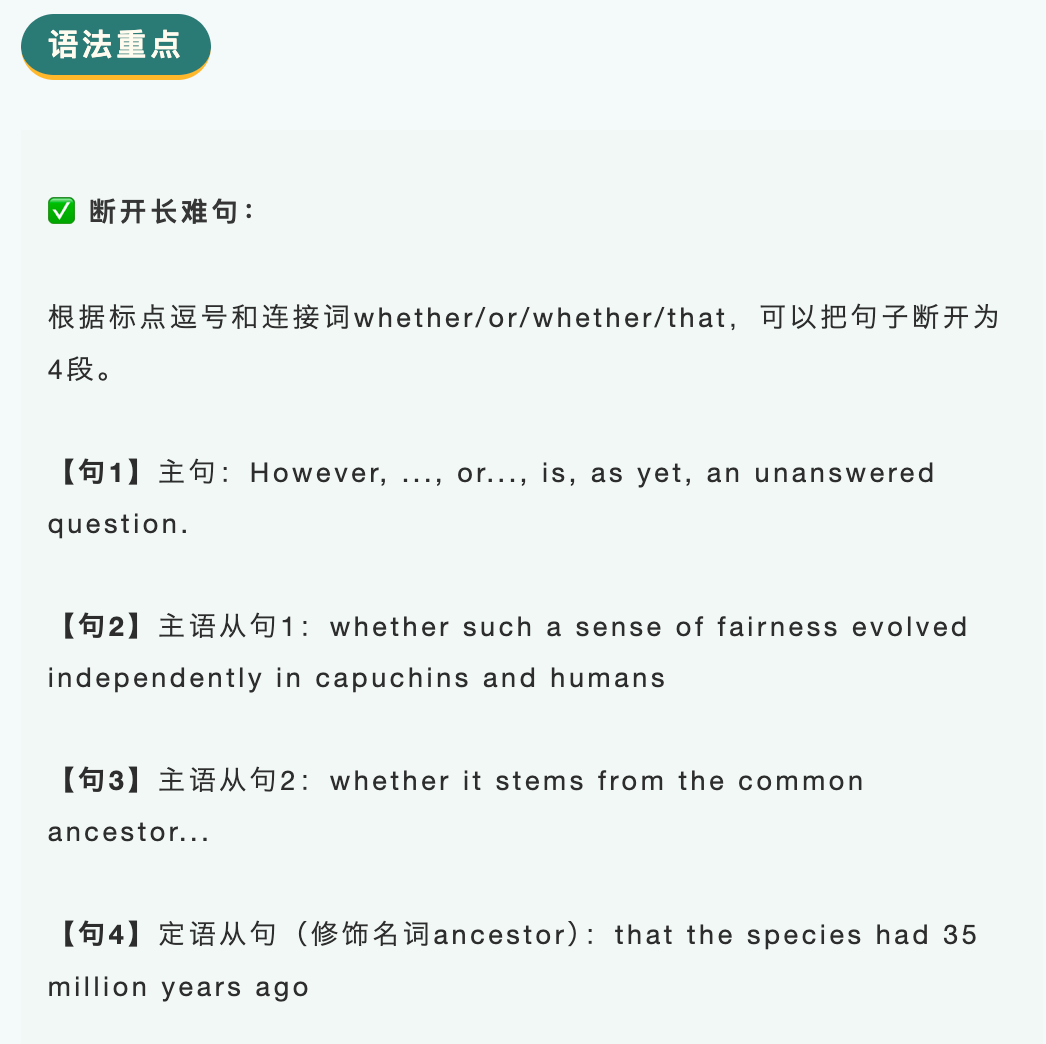 语法重点
✅ 断开长难句：
根据标点逗号和连接词whether/or/whether/that，可以把句子断开为
4段。
【句1】主句：However, ..., or..., is, as yet, an unanswered
question.
【句2】主语从句1：whether such a sense of fairness evolved
independently in capuchins and humans
【句3】主语从句2：whether it stems from the common
ancestor...
【句4】定语从句（修饰名词ancestor）：that the species had 35
million years ago